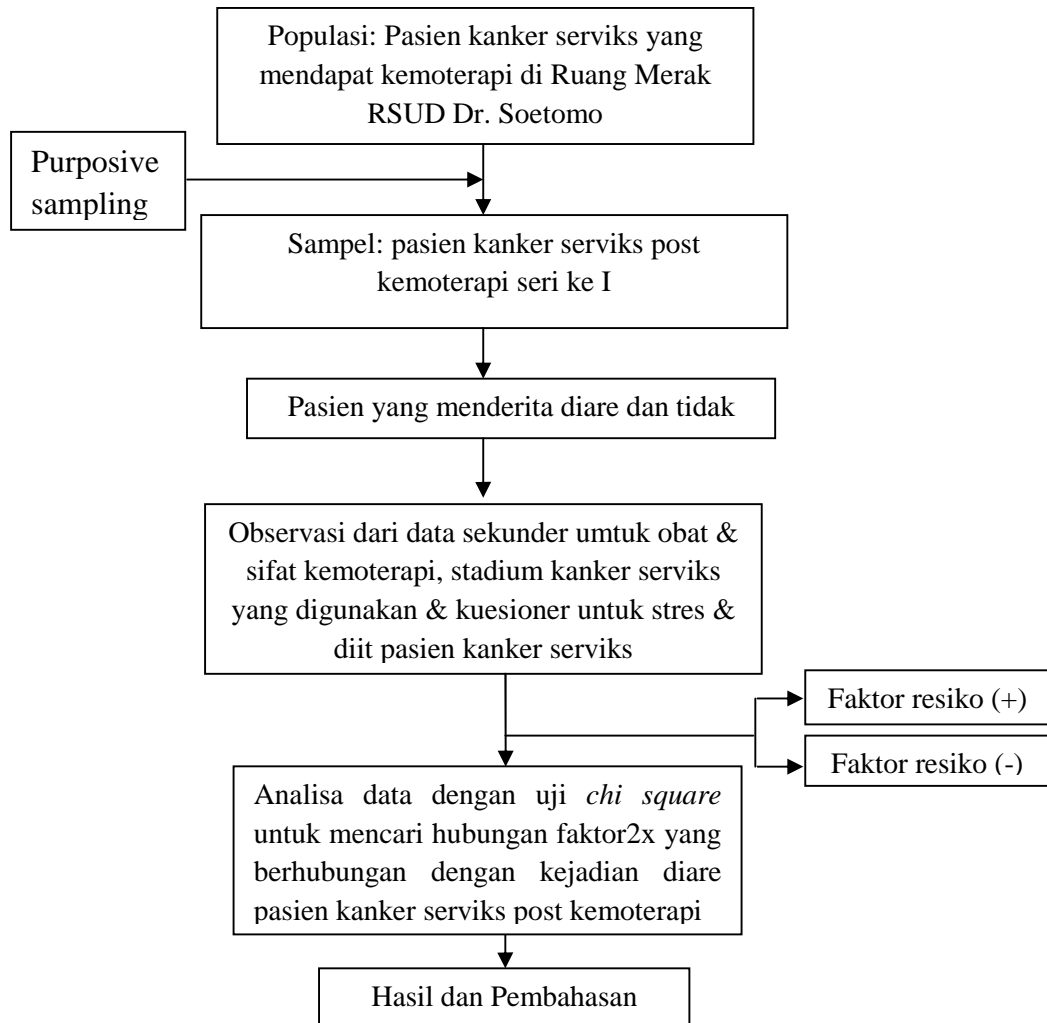 Populasi: Pasien kanker serviks yang
mendapat kemoterapi di Ruang Merak
RSUD Dr. Soetomo
Purposive
sampling
Sampel: pasien kanker serviks post
kemoterapi seri ke I
Pasien yang menderita diare dan tidak
Observasi dari data sekunder umtuk obat &
sifat kemoterapi, stadium kanker serviks
yang digunakan & kuesioner untuk stres &
diit pasien kanker serviks
Faktor resiko (+)
Faktor resiko (-)
Analisa data dengan uji chi square
untuk mencari hubungan faktor2x yang
berhubungan dengan kejadian diare
pasien kanker serviks post kemoterapi
Hasil dan Pembahasan